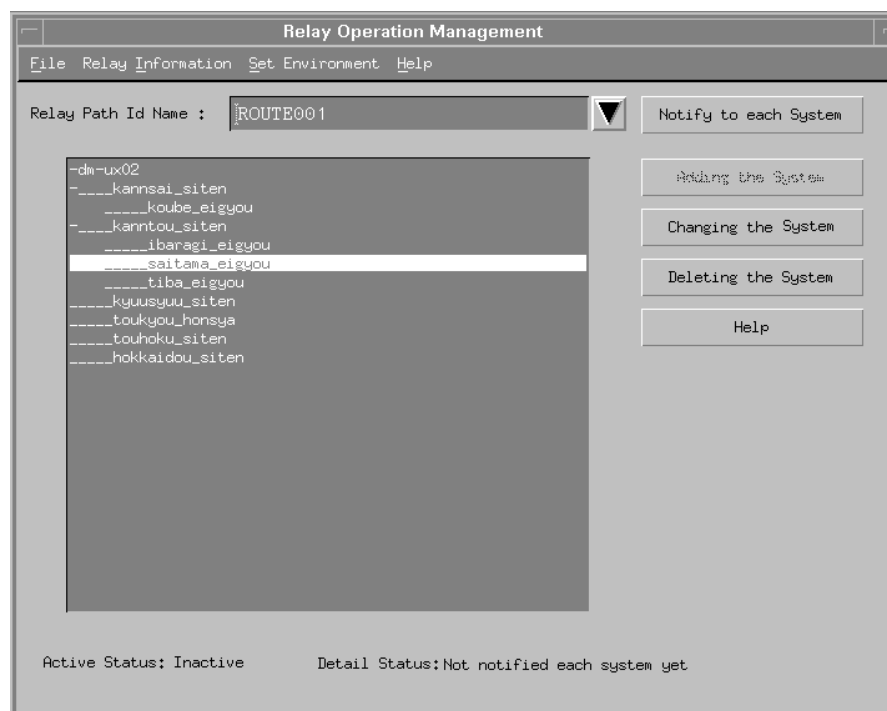 Relay Operation Management
File Relay Information Set Environment Help
Relay Path Id Name : ROUTE001
Notify to each System
Adding the System
Changing the System
Deleting the System
Help
-dm-ux02
-____kannsai_siten
_____koube_eigyou
-____kanntou_siten
_____ibaragi_eigyou
_____saitama_eigyou
_____tiba_eigyou
_____kyuusyuu_siten
_____toukyou_honsya
_____touhoku_siten
_____hokkaidou_siten
Active Status: Inactive Detail Status:Not notified each system yet